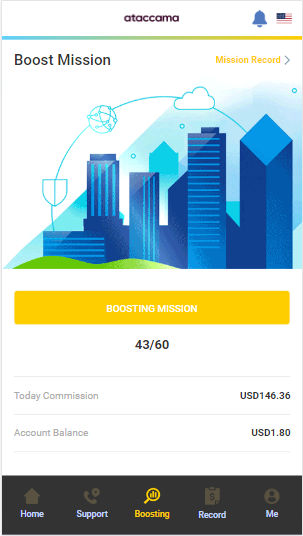 ataccama
Boost Mission
Mission Record
BOOSTING MISSION
43/60
Today Commission USD146.36
Account Balance USD1.80
Home Support Boosting Record Me